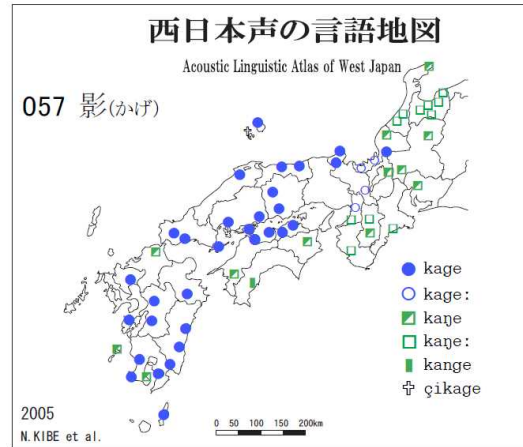 西日本声の言語地図
Acoustic Linguistic Atlas of West Japan
057 影(かげ)
kage
kage:
kaŋe
kaŋe:
kange
çikage
2005
N.KIBE et al.
0 50 100 150 200km